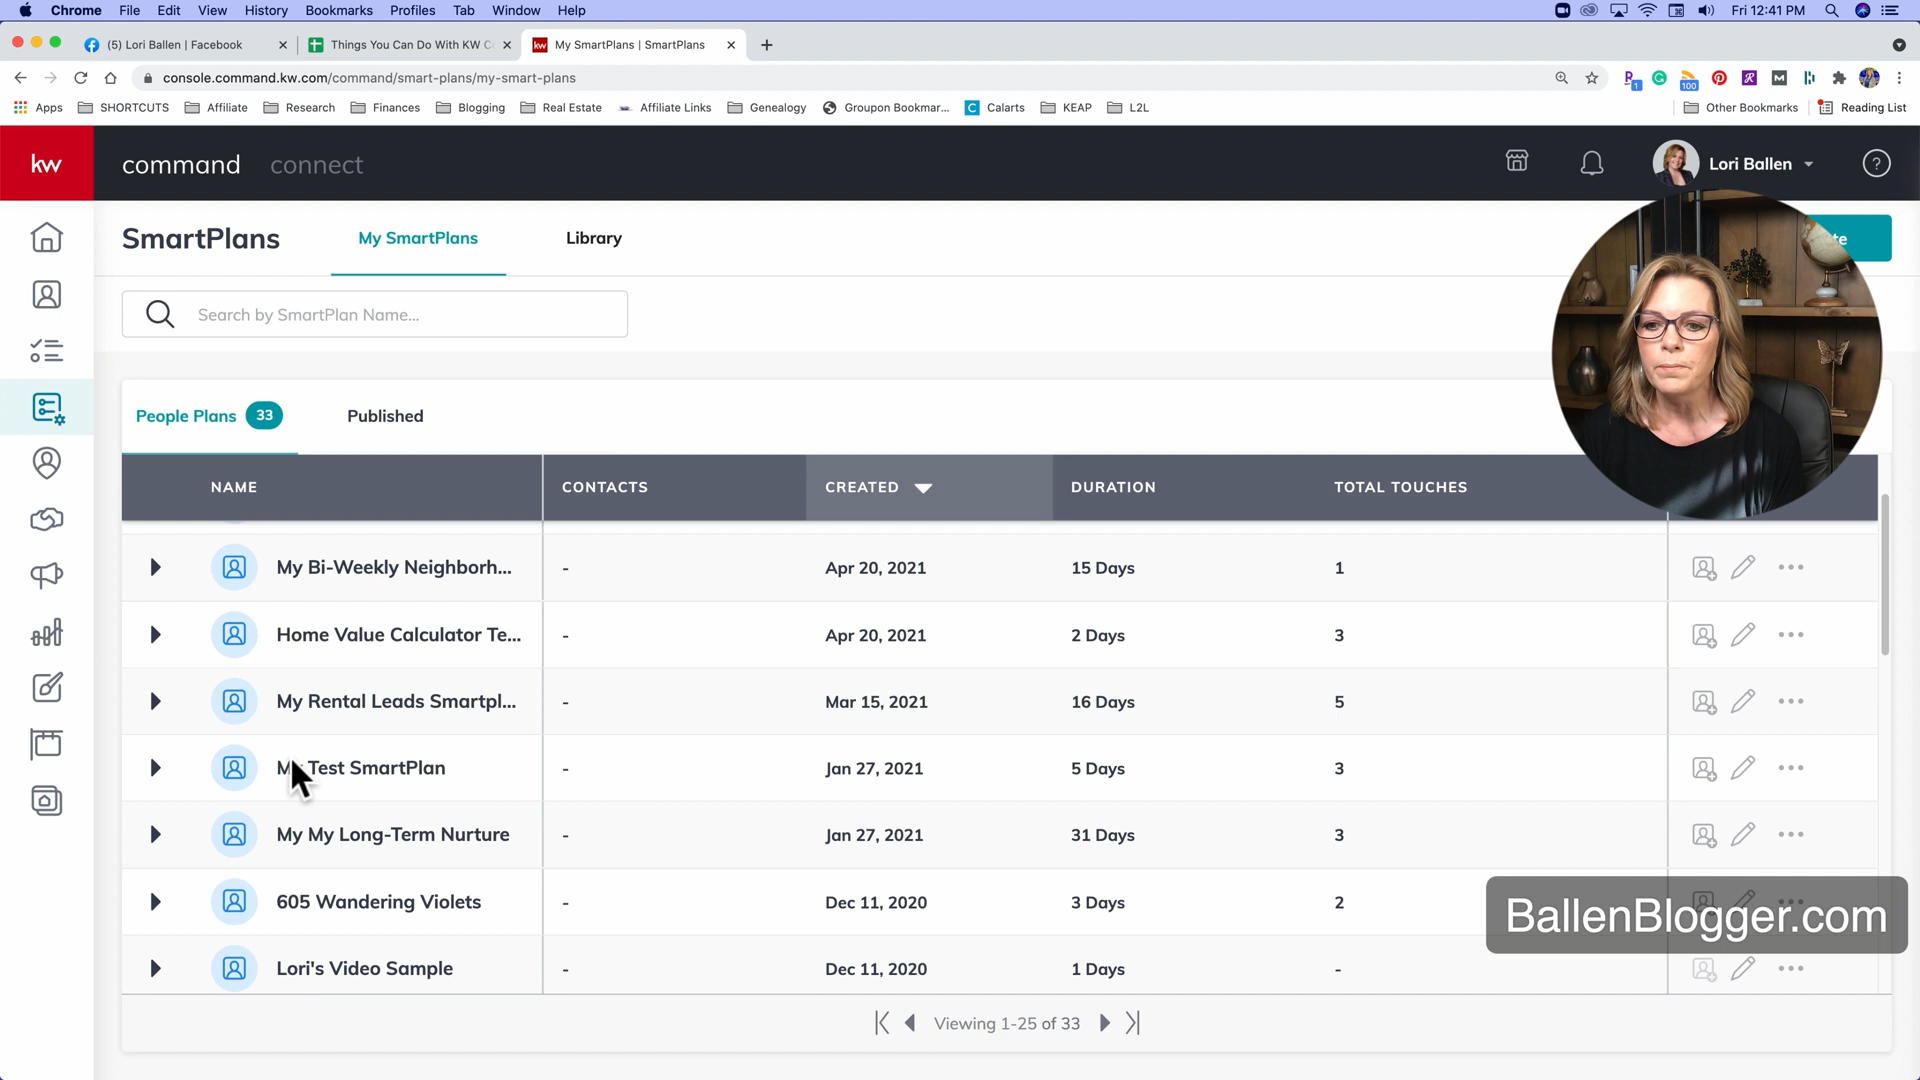 Chrome File Edit View History Bookmarks Profiles Tab Window Help Fri 12:41 PM
(5) Lori Ballen | Facebook Things You Can Do With KW C My SmartPlans | SmartPlans
console.command.kw.com/command/smart-plans/my-smart-plans 1 100
Apps SHORTCUTS Affiliate Research Finances Blogging Real Estate Affiliate Links Genealogy Groupon Bookmar... Calarts KEAP L2L Other Bookmarks Reading List
kw command connect Lori Ballen ?
SmartPlans My SmartPlans Library
Search by SmartPlan Name...
People Plans 33 Published
NAME CONTACTS CREATED DURATION TOTAL TOUCHES
My Bi-Weekly Neighborh... - Apr 20, 2021 15 Days 1
Home Value Calculator Te... - Apr 20, 2021 2 Days 3
My Rental Leads Smartpl... - Mar 15, 2021 16 Days 5
My Test SmartPlan - Jan 27, 2021 5 Days 3
My My Long-Term Nurture - Jan 27, 2021 31 Days 3
605 Wandering Violets - Dec 11, 2020 3 Days 2
BallenBlogger.com
Lori's Video Sample - Dec 11, 2020 1 Days -
Viewing 1-25 of 33